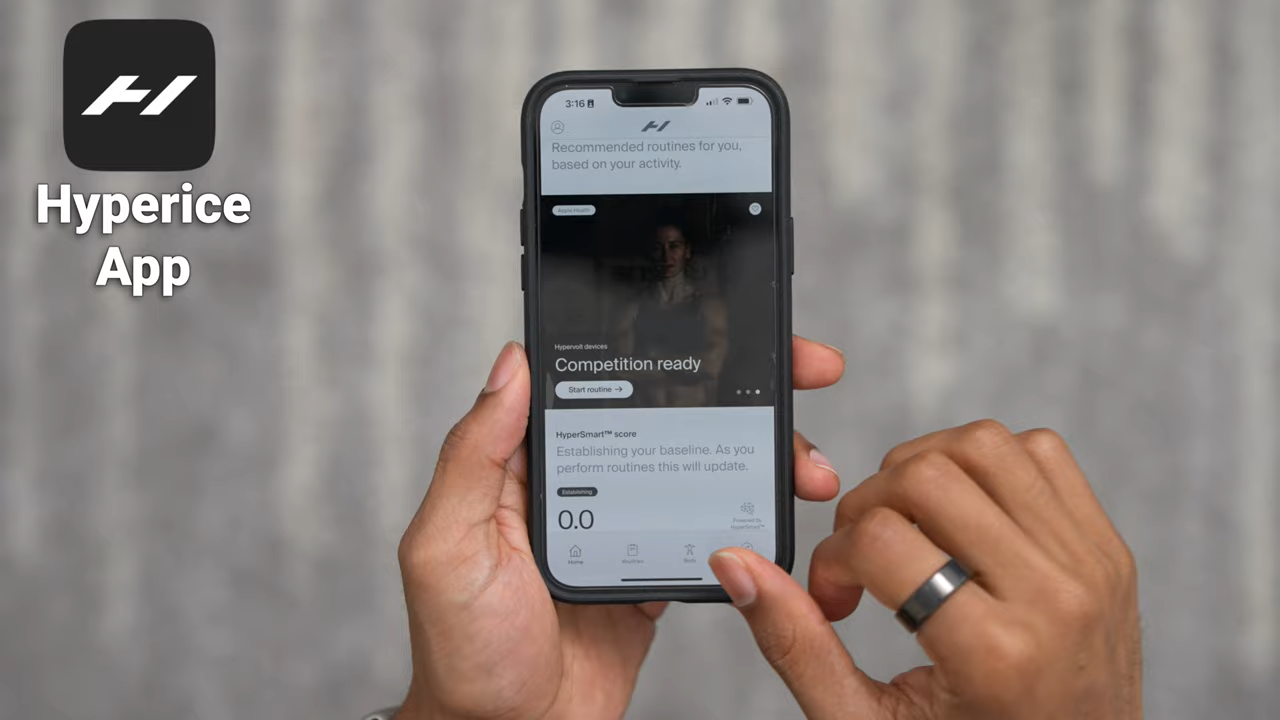 Hyperice
App
3:16
Recommended routines for you,
based on your activity.
Apple Health
Hypervolt devices
Competition ready
Start routine →
HyperSmart™ score
Establishing your baseline. As you
perform routines this will update.
Establishing
0.0
Powered by
HyperSmart™
Home
Body